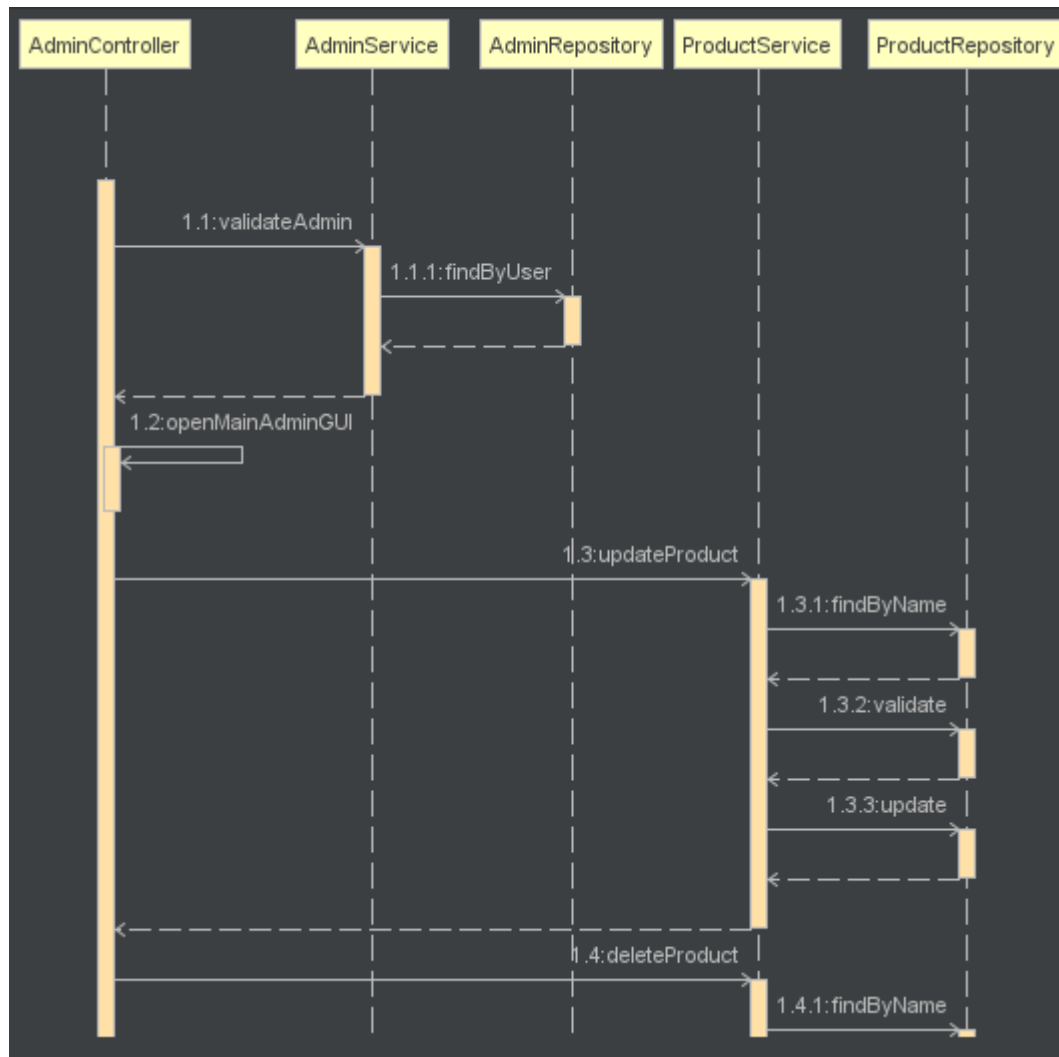 AdminController
AdminService
AdminRepository
ProductService
ProductRepository
1.1:validateAdmin
1.1.1:findByUser
1.2:openMainAdminGUI
1.3:updateProduct
1.3.1:findByName
1.3.2:validate
1.3.3:update
1.4:deleteProduct
1.4.1:findByName